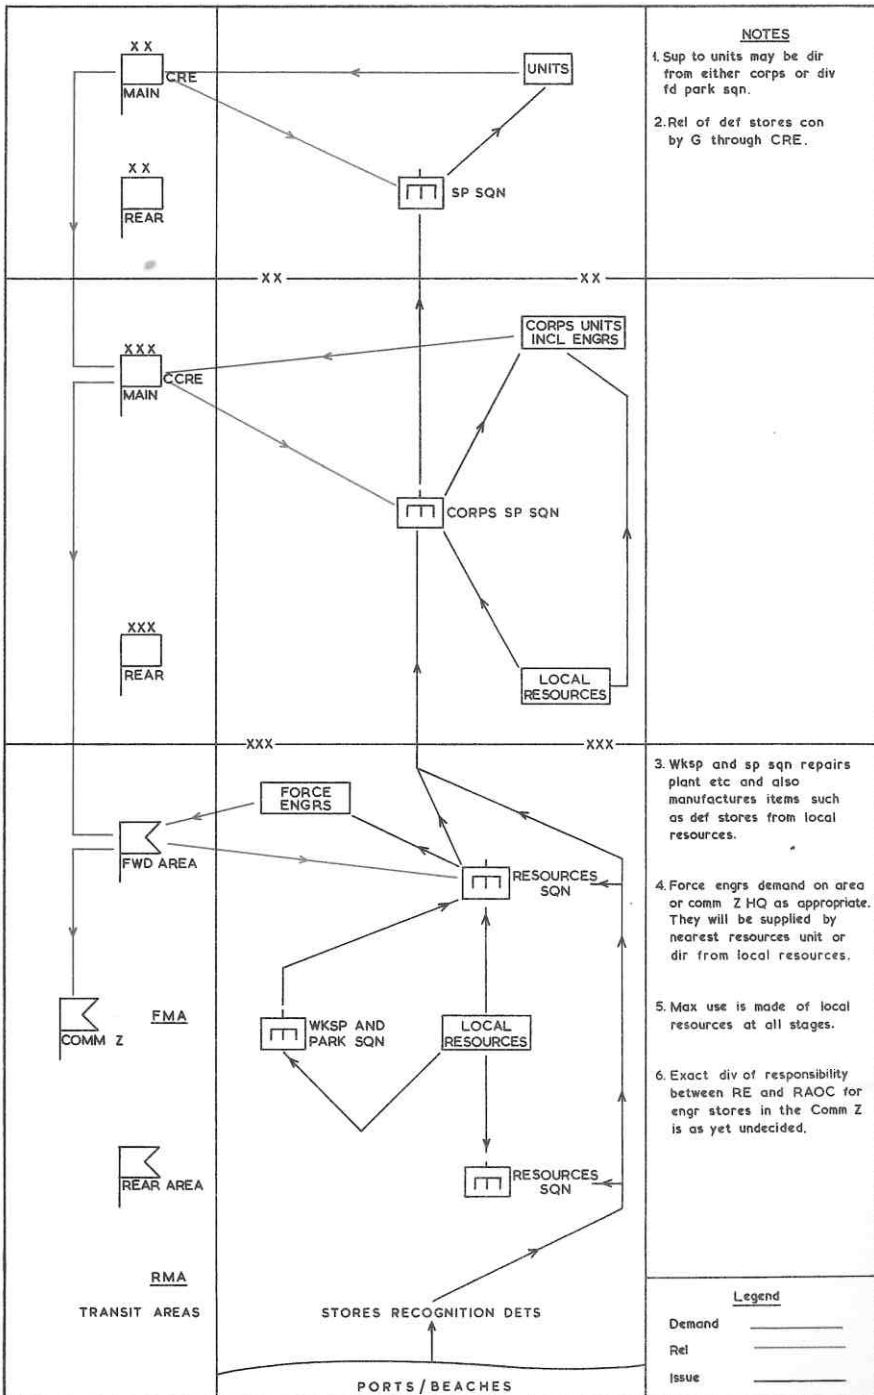 XX
CRE
MAIN
XX
REAR
UNITS
SP SQN
NOTES
1. Sup to units may be dir
from either corps or div
fd park sqn.
2. Rel of def stores con
by G through CRE.
XX
XX
XXX
CCRE
MAIN
XXX
REAR
CORPS UNITS
INCL ENGRS
CORPS SP SQN
LOCAL
RESOURCES
XXX
XXX
FWD AREA
COMM Z
FMA
REAR AREA
RMA
TRANSIT AREAS
FORCE
ENGRS
RESOURCES
SQN
WKSP AND
PARK SQN
LOCAL
RESOURCES
RESOURCES
SQN
STORES RECOGNITION DETS
PORTS/BEACHES
3. Wksp and sp sqn repairs
plant etc and also
manufactures items such
as def stores from local
resources.
4. Force engrs demand on area
or comm Z HQ as appropriate.
They will be supplied by
nearest resources unit or
dir from local resources.
5. Max use is made of local
resources at all stages.
6. Exact div of responsibility
between RE and RAOC for
engr stores in the Comm Z
is as yet undecided.
Legend
Demand
Rel
Issue